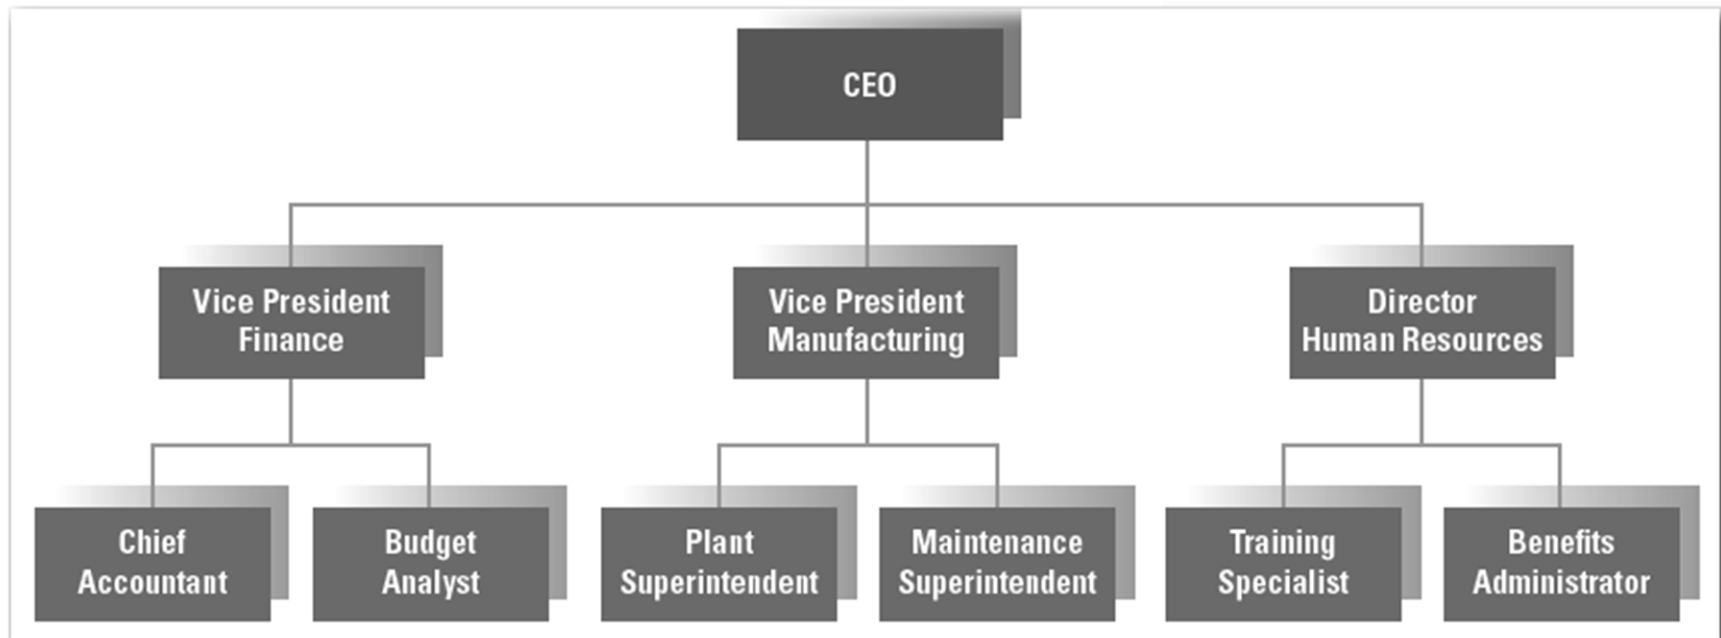 CEO
Vice President
Finance
Vice President
Manufacturing
Director
Human Resources
Chief
Accountant
Budget
Analyst
Plant
Superintendent
Maintenance
Superintendent
Training
Specialist
Benefits
Administrator